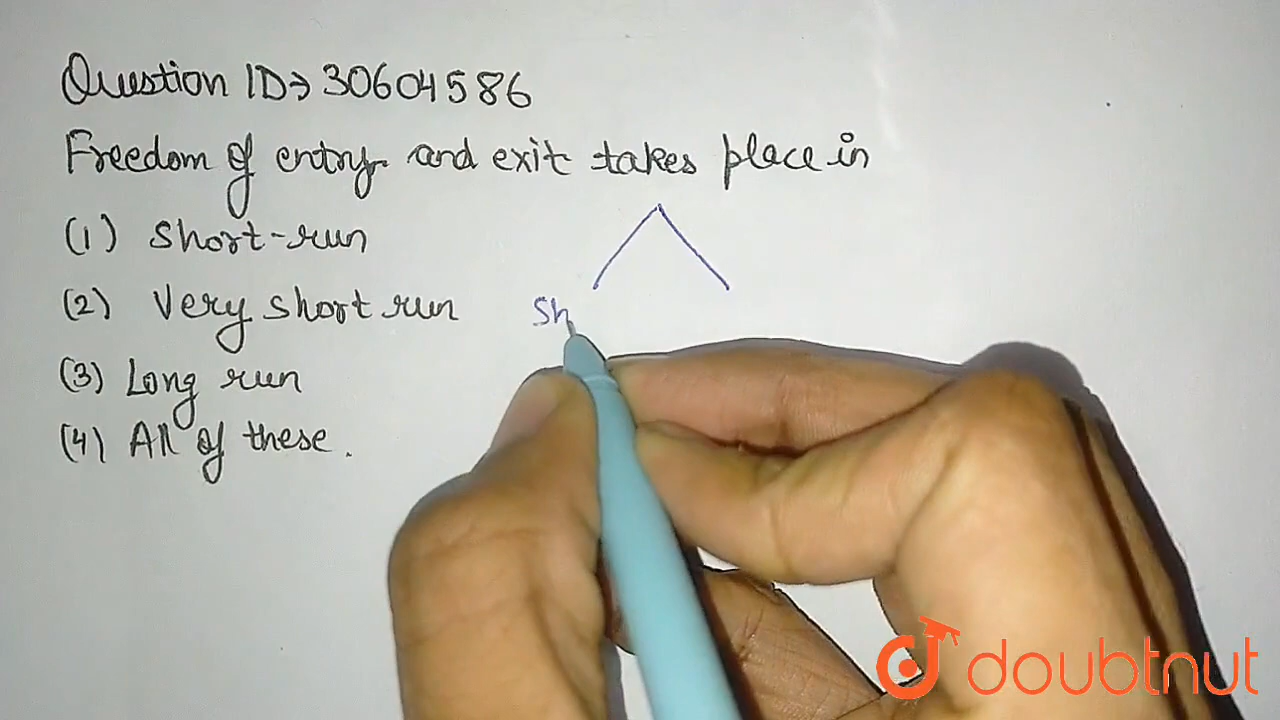 Question ID→ 30604586
Freedom of entry and exit takes place in
(1) Short-run
(2) Very short run
(3) Long run
(4) All of these.
Sh
doubtnut